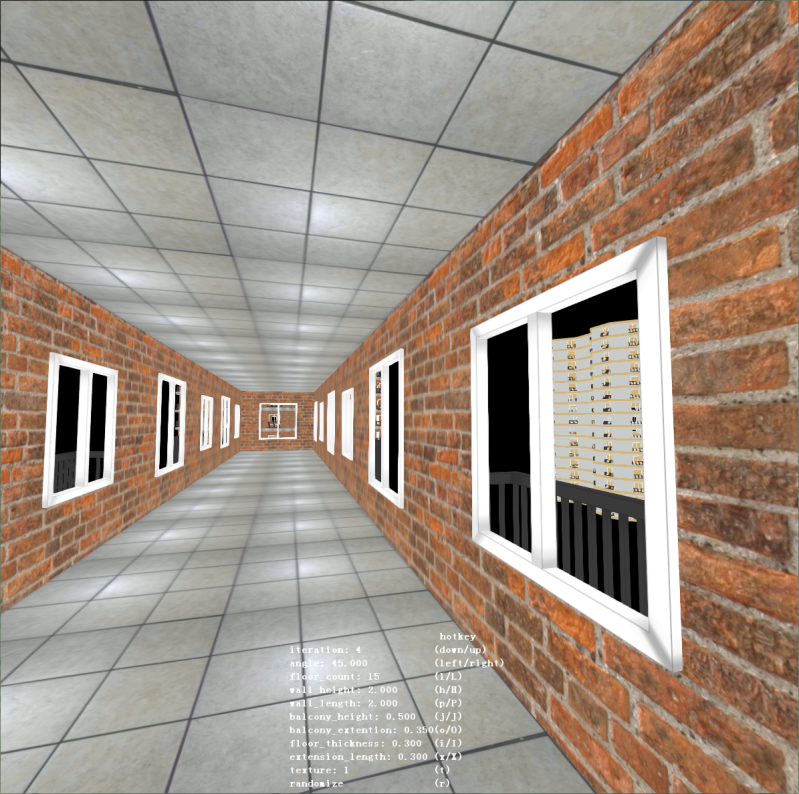 hotkey
iteration: 4 (down/up)
angle: 45.000 (left/right)
floor_count: 15 (l/L)
wall_height: 2.000 (h/H)
wall_length: 2.000 (p/P)
balcony_height: 0.500 (j/J)
balcony_extention: 0.350(o/O)
floor_thickness: 0.300 (i/I)
extension_length: 0.300 (x/X)
texture: 1 (t)
randomize (r)